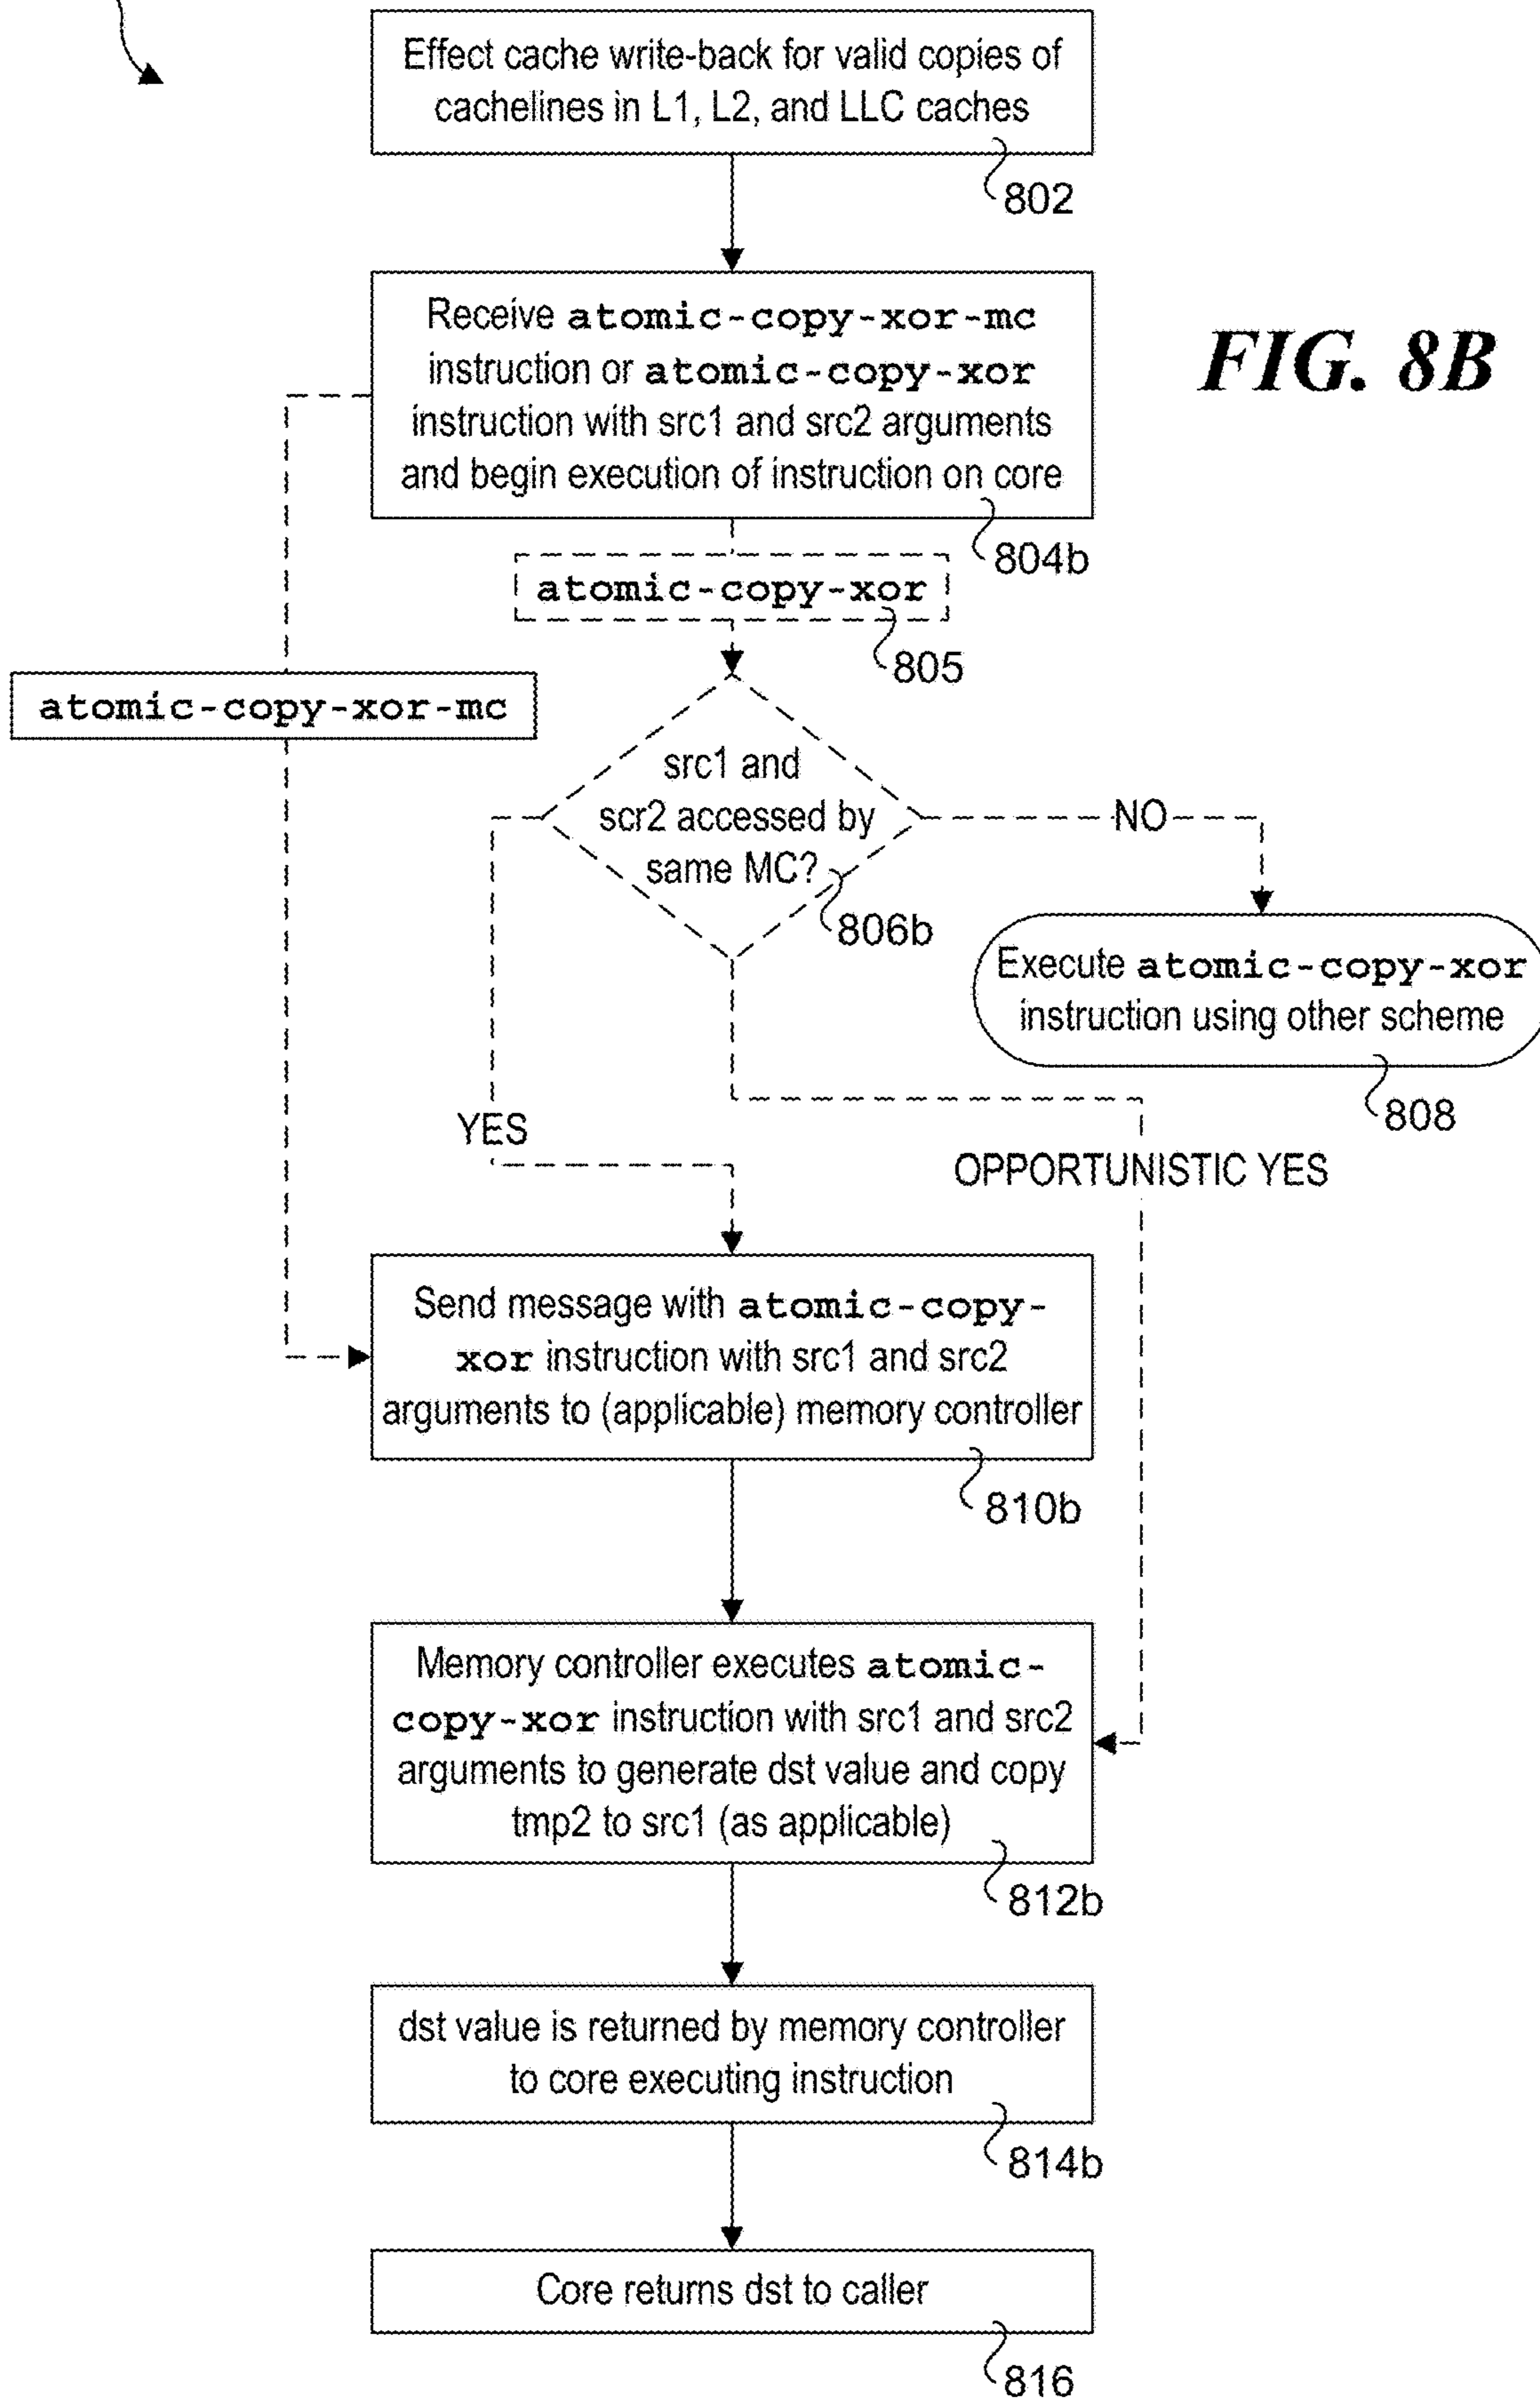 Effect cache write-back for valid copies of
cachelines in L1, L2, and LLC caches
802
Receive atomic-copy-xor-mc
instruction or atomic-copy-xor
instruction with src1 and src2 arguments
and begin execution of instruction on core
804b
FIG. 8B
atomic-copy-xor
805
atomic-copy-xor-mc
src1 and
scr2 accessed by
same MC?
806b
NO
Execute atomic-copy-xor
instruction using other scheme
808
YES
OPPORTUNISTIC YES
Send message with atomic-copy-
xor instruction with src1 and src2
arguments to (applicable) memory controller
810b
Memory controller executes atomic-
copy-xor instruction with src1 and src2
arguments to generate dst value and copy
tmp2 to src1 (as applicable)
812b
dst value is returned by memory controller
to core executing instruction
814b
Core returns dst to caller
816